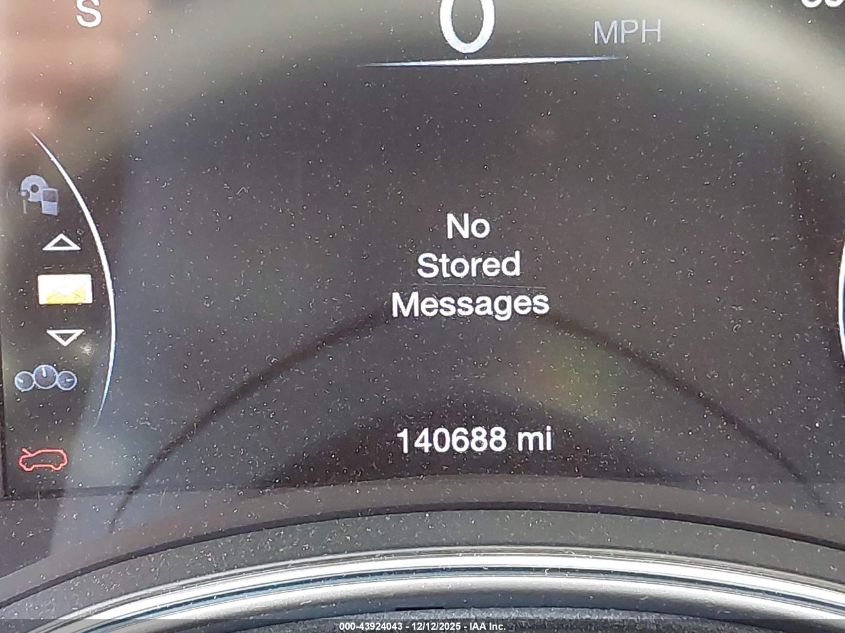 S
0
MPH
No
Stored
Messages
140688 mi
000-43924043 - 12/12/2025 - IAA Inc.